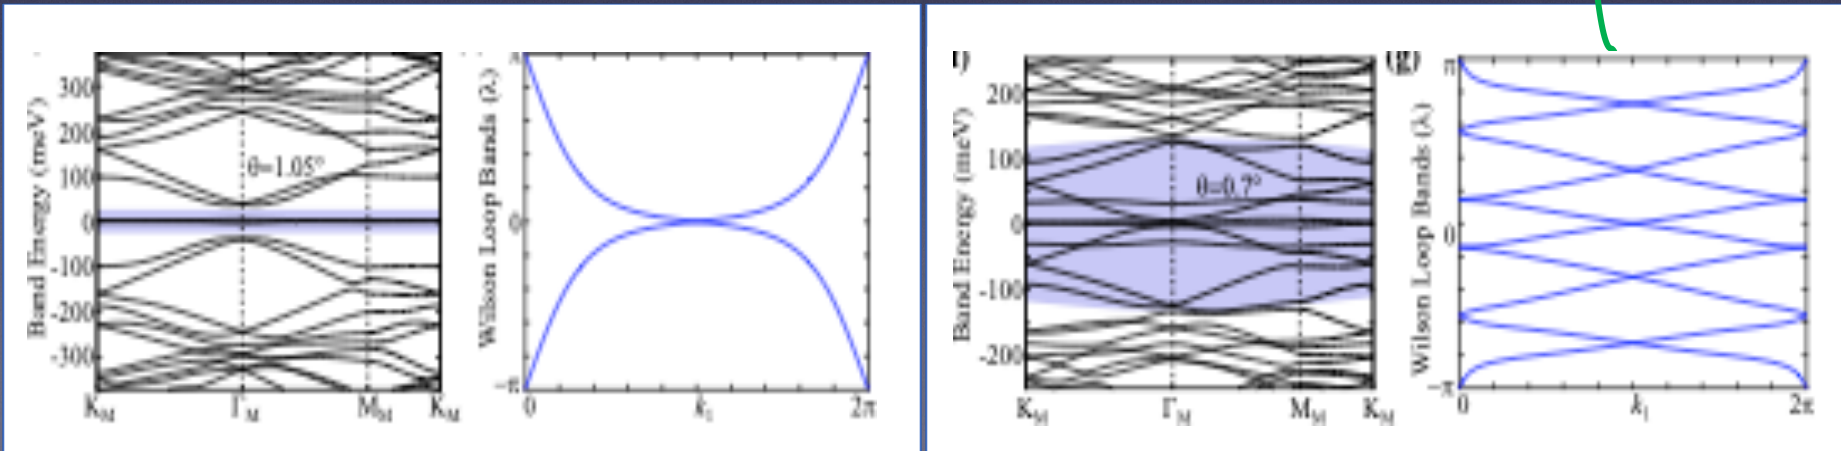 Band Energy (meV)
300
200
100
0
-100
-200
-300
θ=1.05°
K_M Γ_M M_M K_M
Wilson Loop Bands (λ)
π
0
-π
0 k₁ 2π
Band Energy (meV)
200
100
0
-100
-200
θ=0.7°
K_M Γ_M M_M K_M
(g)
Wilson Loop Bands (λ)
π
0
-π
0 k₁ 2π